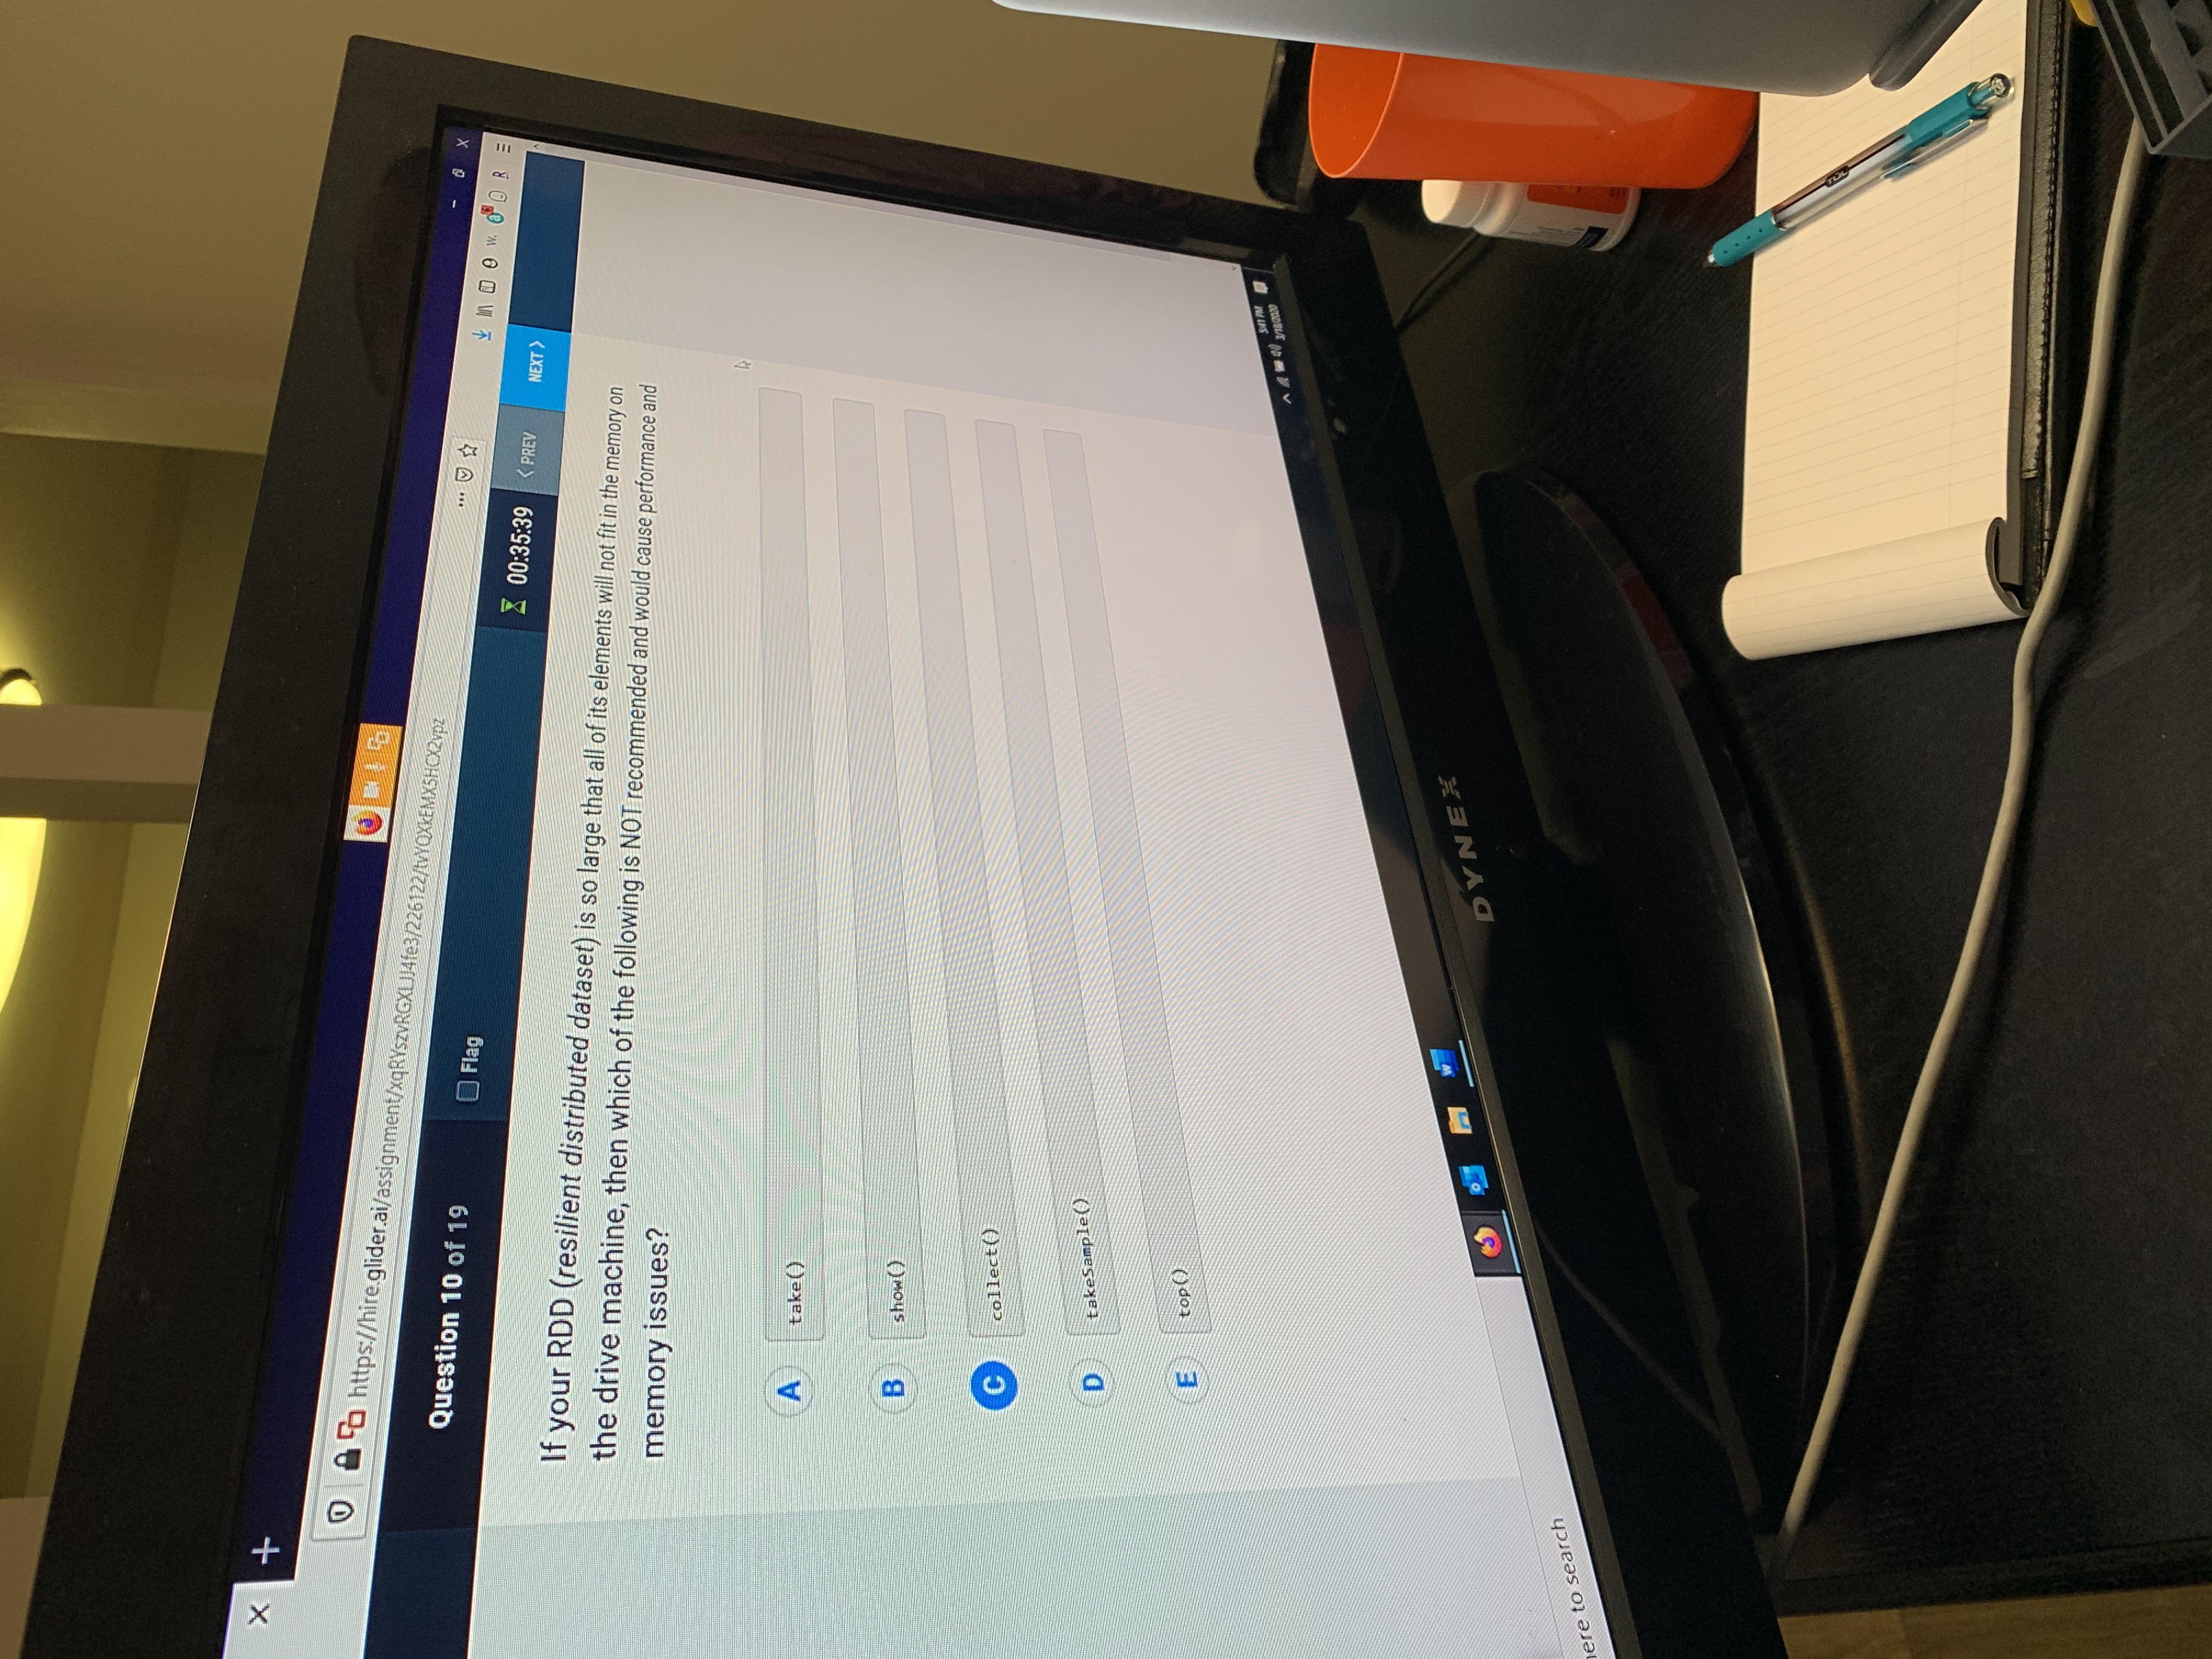 https://hire.glider.ai/assignment/xqRYszvRGXLJJ4fe3/226122/tvYQXkEMX5HCX2vpz
Question 10 of 19
Flag
00:35:39
PREV
NEXT
If your RDD (resilient distributed dataset) is so large that all of its elements will not fit in the memory on
the drive machine, then which of the following is NOT recommended and would cause performance and
memory issues?
A take()
B show()
C collect()
D takeSample()
E top()
5:41 PM
3/18/2020
here to search
DYNEX